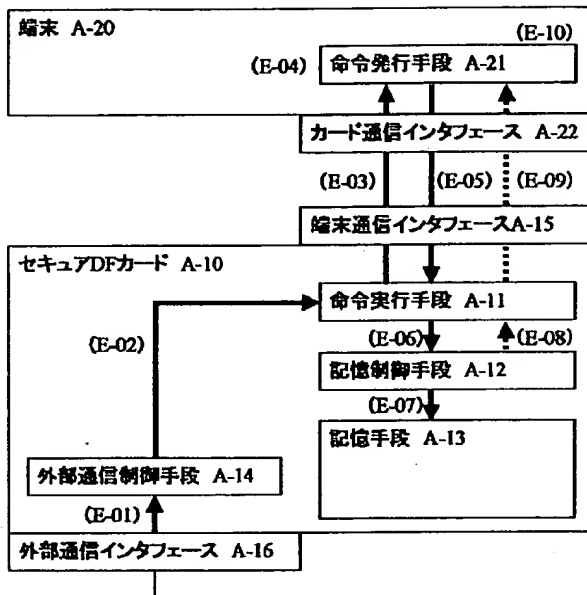 端末 A-20
(E-10)
(E-04)
命令発行手段 A-21
カード通信インタフェース A-22
(E-03)
(E-05)
(E-09)
端末通信インタフェースA-15
セキュアDFカード A-10
命令実行手段 A-11
(E-02)
(E-06)
(E-08)
記憶制御手段 A-12
(E-07)
記憶手段 A-13
外部通信制御手段 A-14
(E-01)
外部通信インタフェース A-16